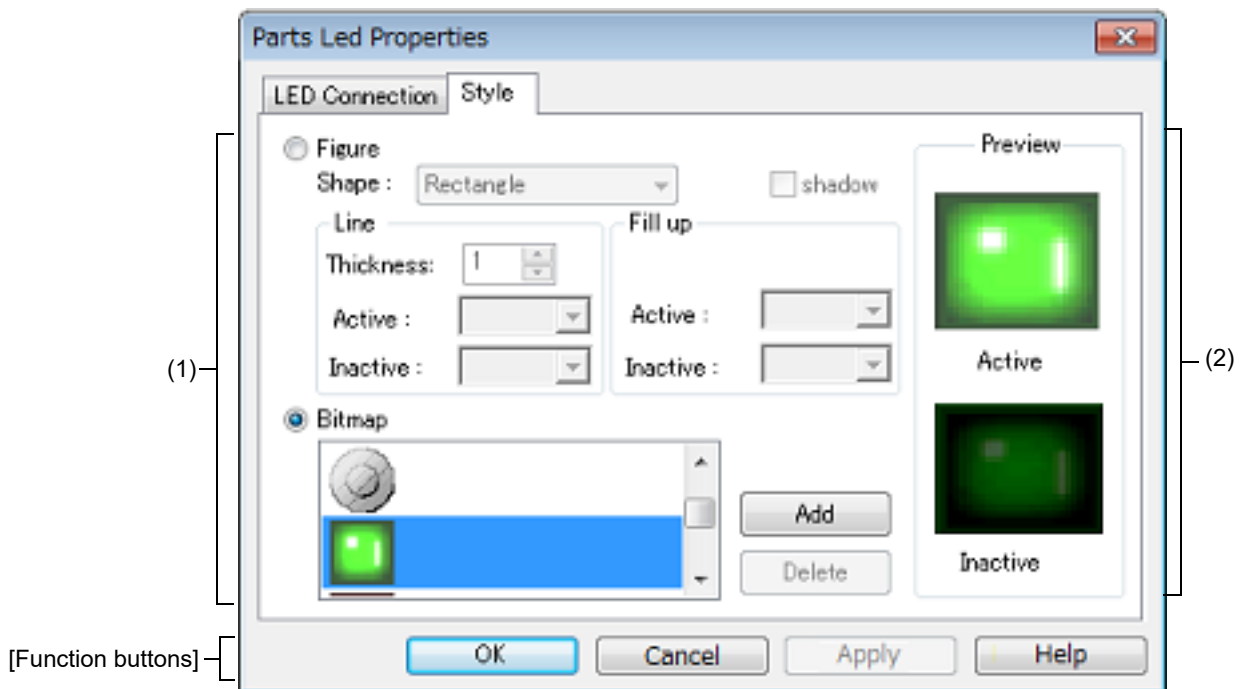 Parts Led Properties
LED Connection Style
Figure
Shape : Rectangle shadow
Line
Thickness: 1
Active :
Inactive :
Fill up
Active :
Inactive :
Bitmap
Add
Delete
Preview
Active
Inactive
(1)
(2)
[Function buttons]
OK Cancel Apply Help